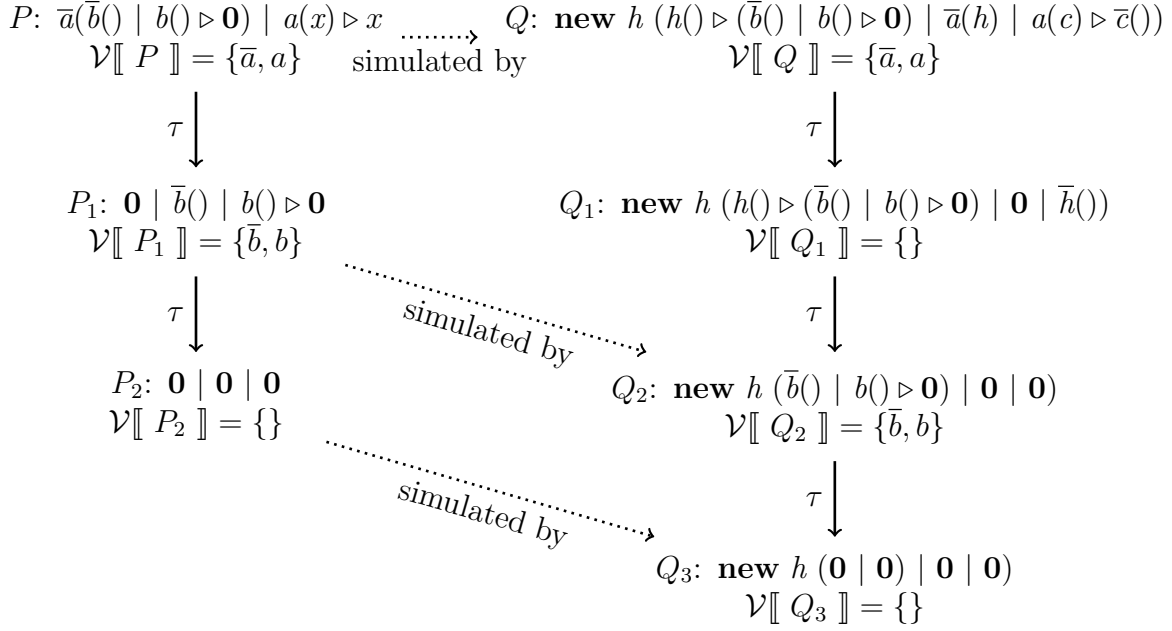 P: a̅(b̅() | b() ▷ 0) | a(x) ▷ x
simulated by
Q: new h (h() ▷ (b̅() | b() ▷ 0) | a̅(h) | a(c) ▷ c̅())
𝒱⟦ P ⟧ = {a̅, a}
𝒱⟦ Q ⟧ = {a̅, a}
τ
τ
P₁: 0 | b̅() | b() ▷ 0
Q₁: new h (h() ▷ (b̅() | b() ▷ 0) | 0 | h̅())
𝒱⟦ P₁ ⟧ = {b̅, b}
𝒱⟦ Q₁ ⟧ = {}
τ
simulated by
τ
P₂: 0 | 0 | 0
Q₂: new h (b̅() | b() ▷ 0) | 0 | 0)
𝒱⟦ P₂ ⟧ = {}
𝒱⟦ Q₂ ⟧ = {b̅, b}
simulated by
τ
Q₃: new h (0 | 0) | 0 | 0)
𝒱⟦ Q₃ ⟧ = {}